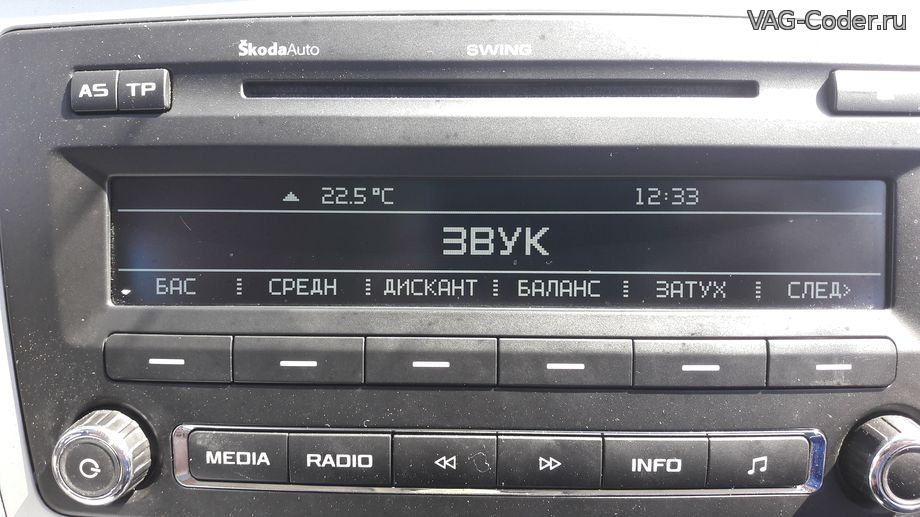 VAG-Coder.ru
ŠkodaAuto SWING
AS TP
22.5°C 12:33
ЗВУК
БАС СРЕДН ДИСКАНТ БАЛАНС ЗАТУХ СЛЕД>
MEDIA RADIO INFO